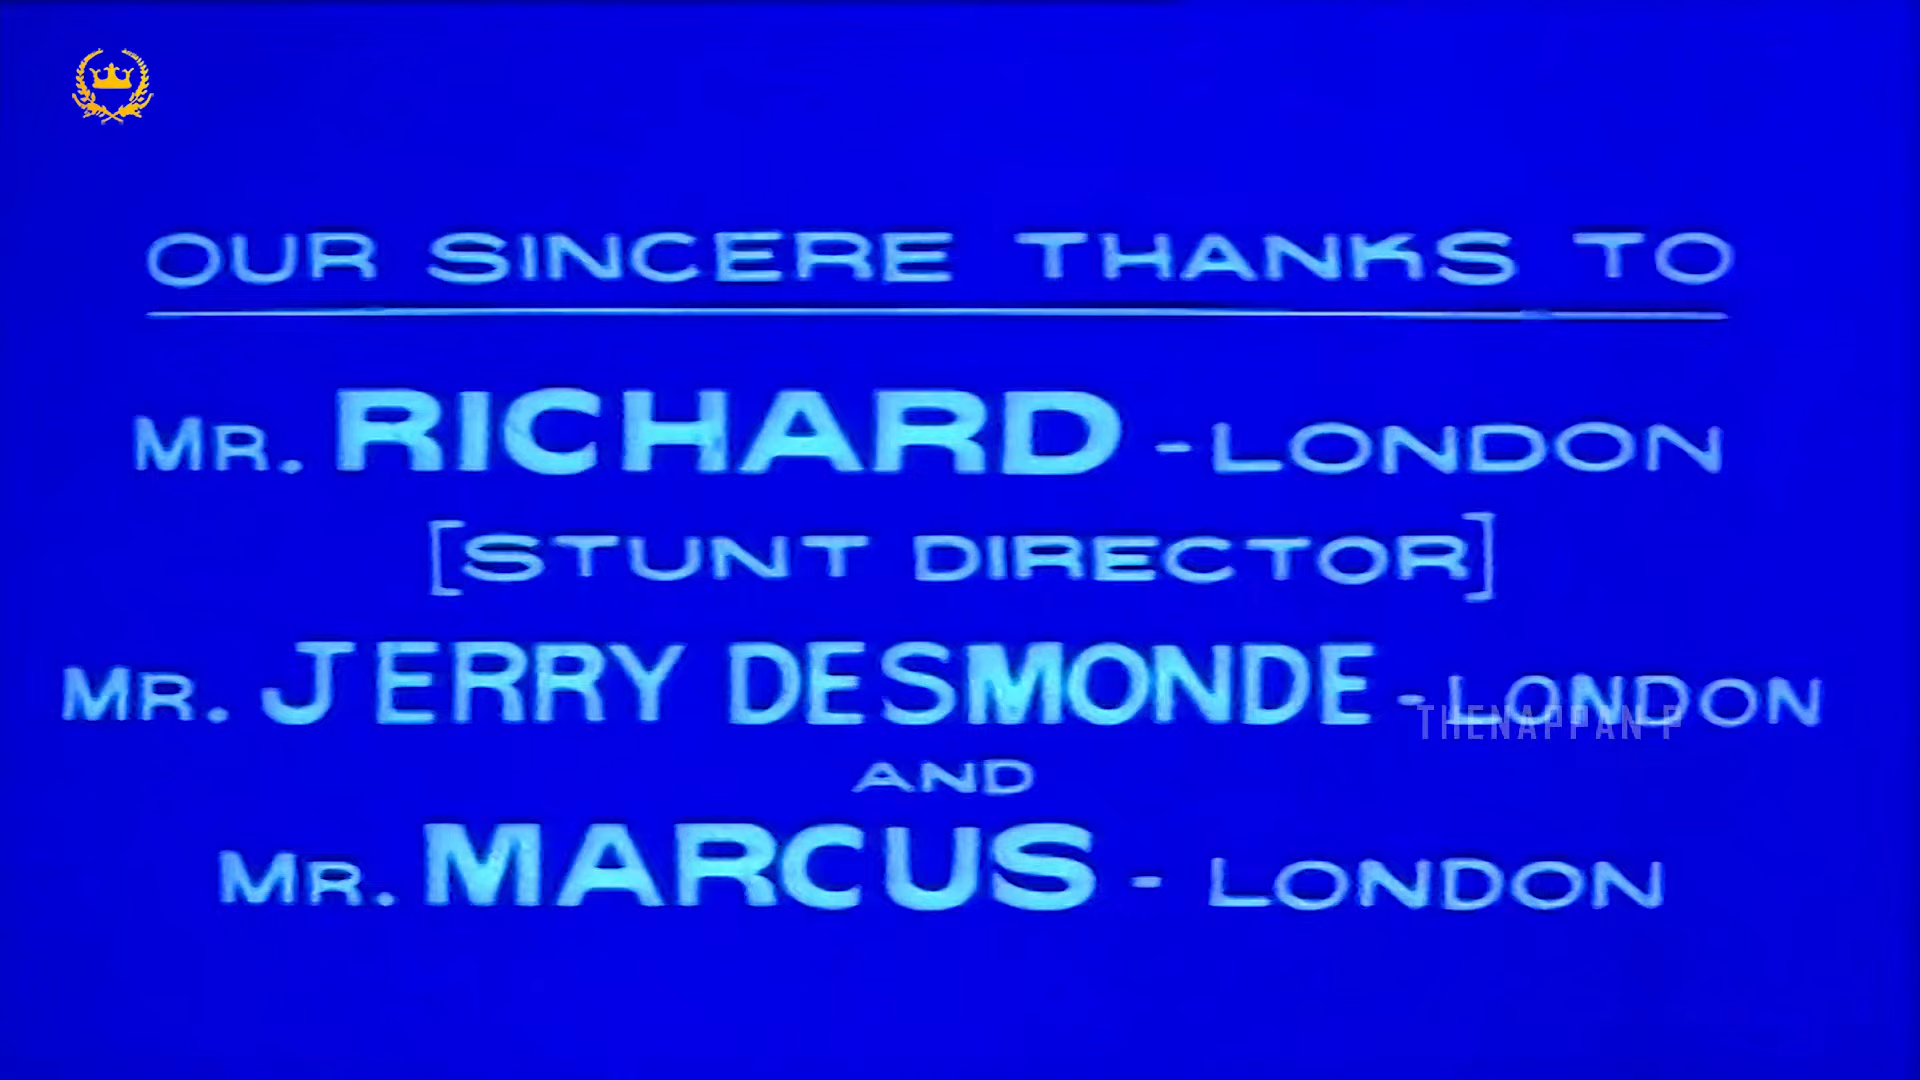 OUR SINCERE THANKS TO
MR. RICHARD - LONDON
[STUNT DIRECTOR]
MR. JERRY DESMONDE - LONDON
THENAPPAN P
AND
MR. MARCUS - LONDON